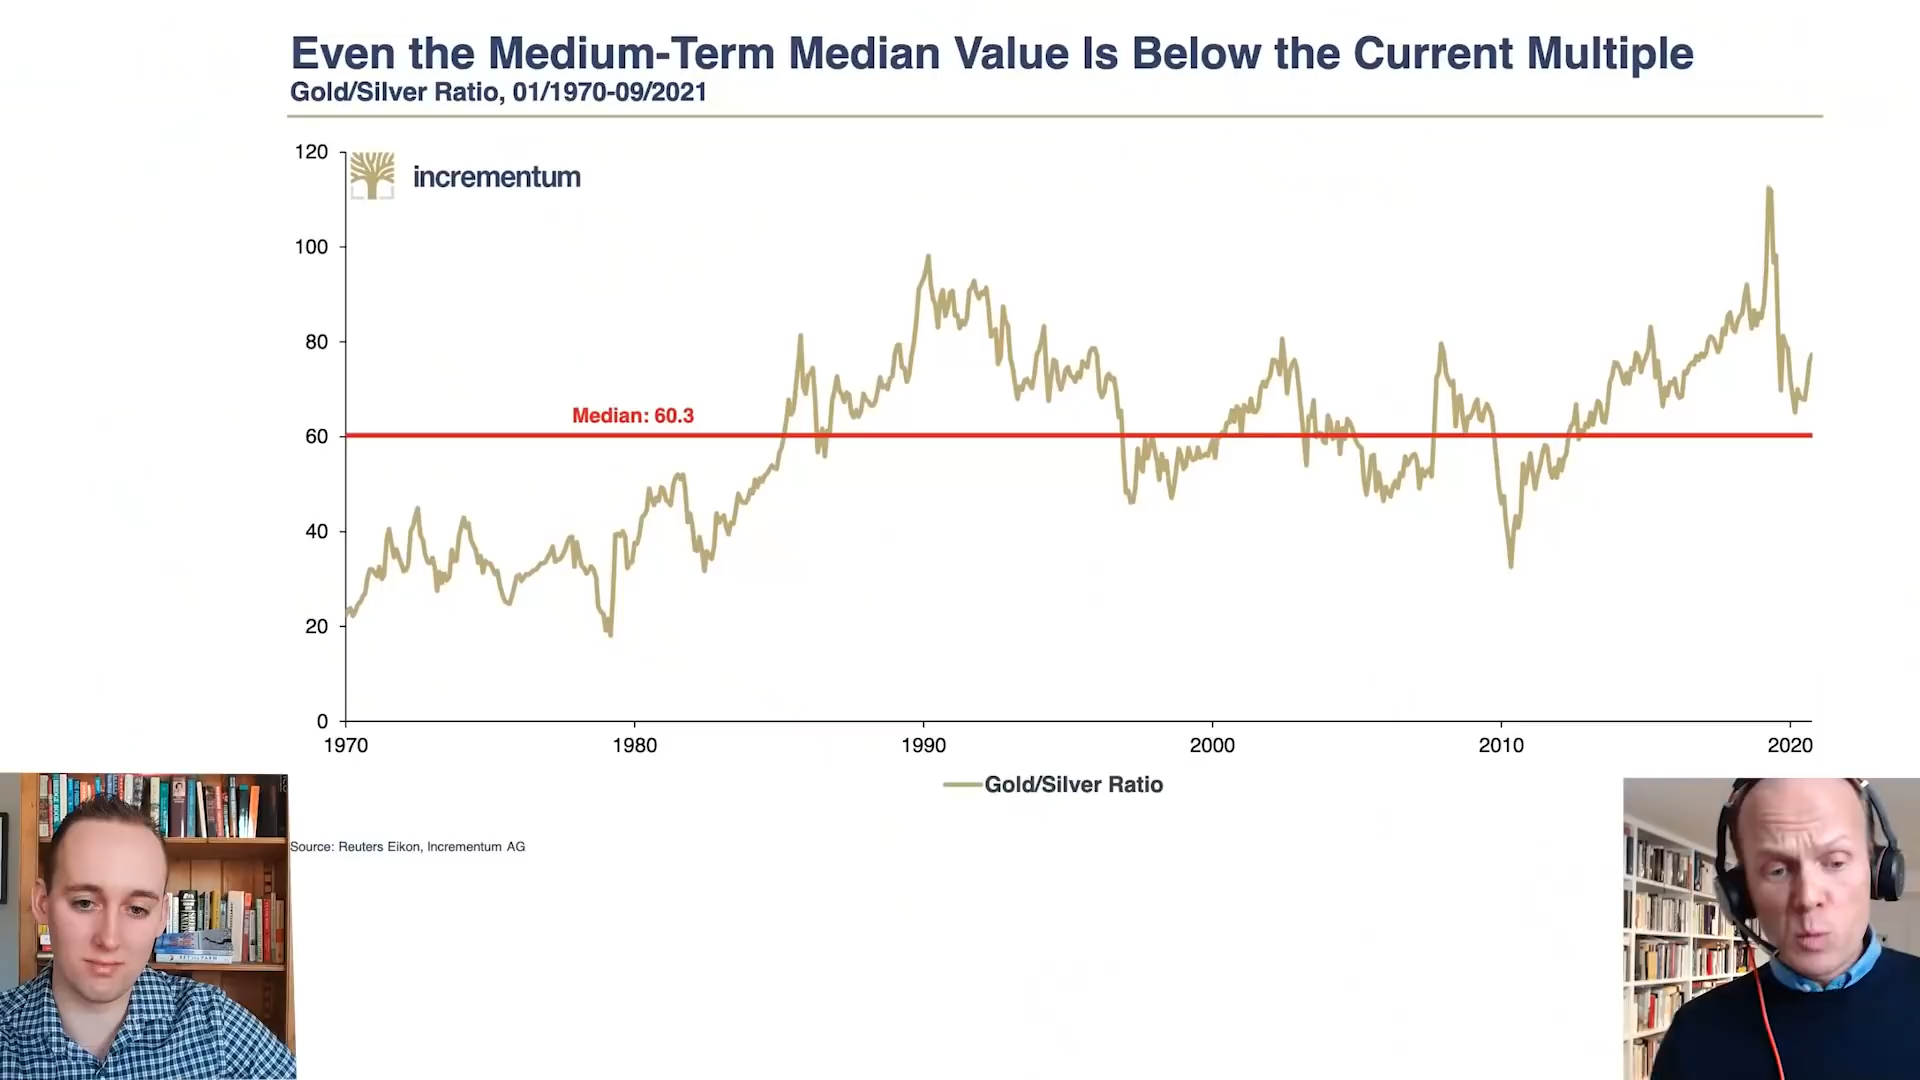 Even the Medium-Term Median Value Is Below the Current Multiple
Gold/Silver Ratio, 01/1970-09/2021
120
incrementum
100
80
Median: 60.3
60
40
20
0
1970
1980
1990
2000
2010
2020
Gold/Silver Ratio
Source: Reuters Eikon, Incrementum AG